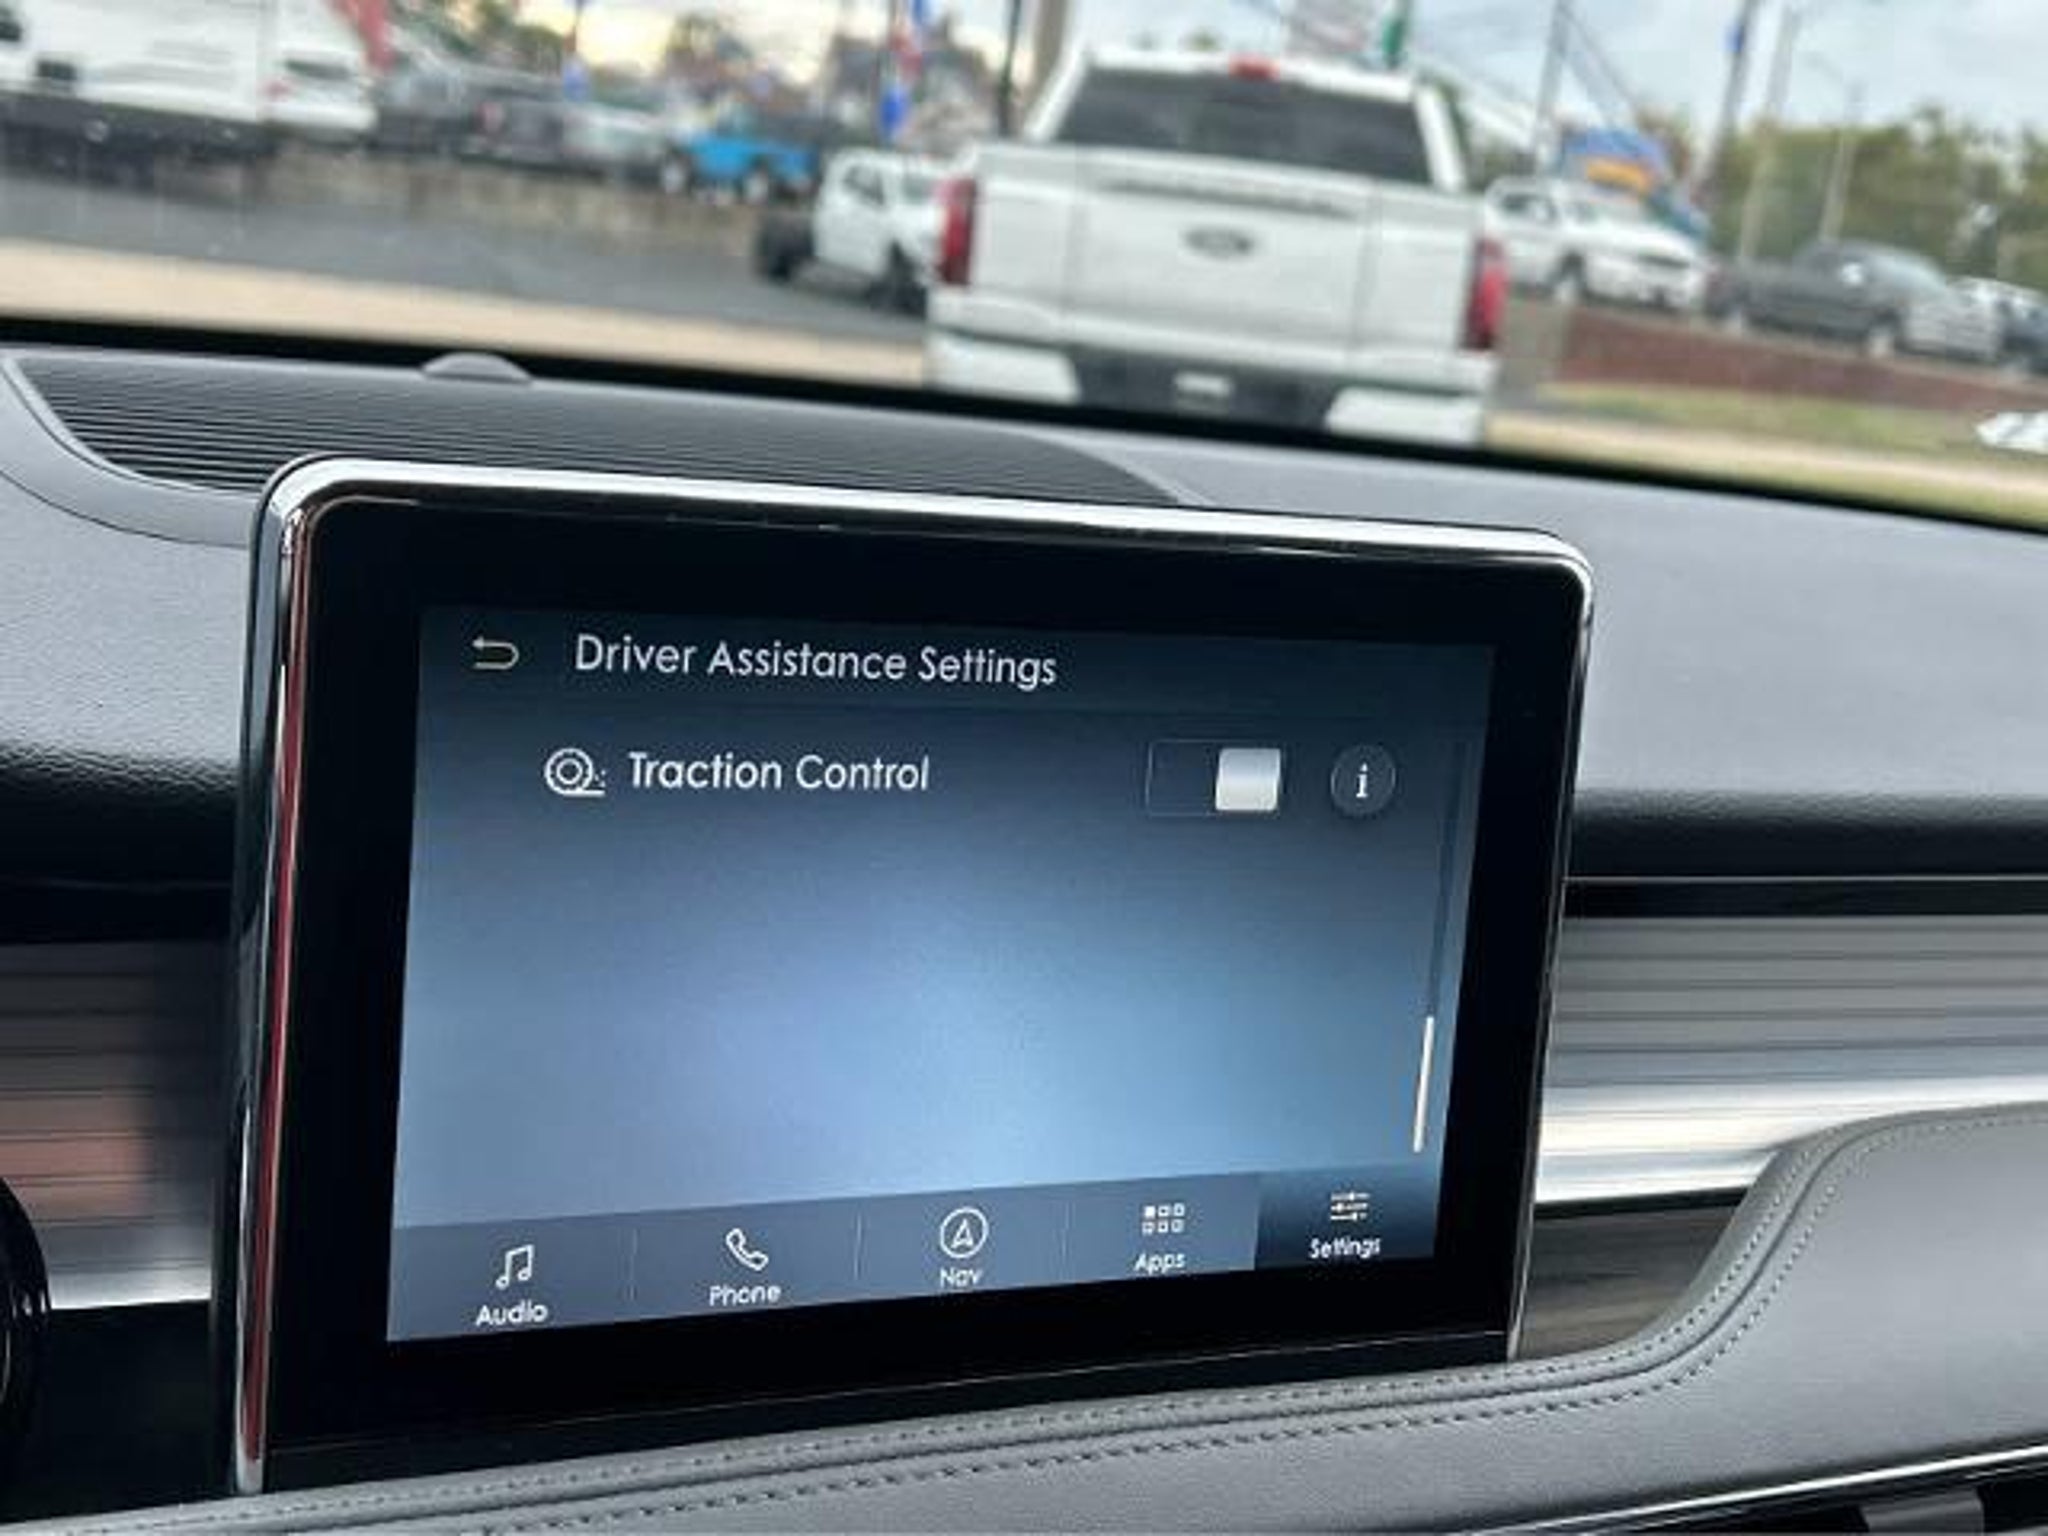 Driver Assistance Settings
Traction Control
i
Audio
Phone
Nav
Apps
Settings